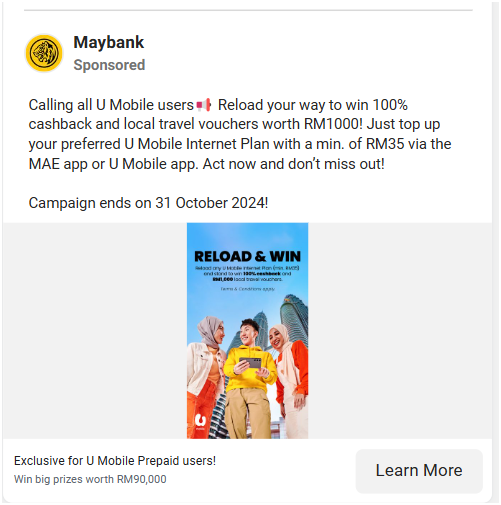 Maybank
Sponsored
Calling all U Mobile users📢 Reload your way to win 100%
cashback and local travel vouchers worth RM1000! Just top up
your preferred U Mobile Internet Plan with a min. of RM35 via the
MAE app or U Mobile app. Act now and don’t miss out!
Campaign ends on 31 October 2024!
RELOAD & WIN
Reload any U Mobile Internet Plan (min. RM35)
and stand to win 100% cashback and
RM1,000 local travel vouchers.
Terms & Conditions apply.
Exclusive for U Mobile Prepaid users!
Win big prizes worth RM90,000
Learn More